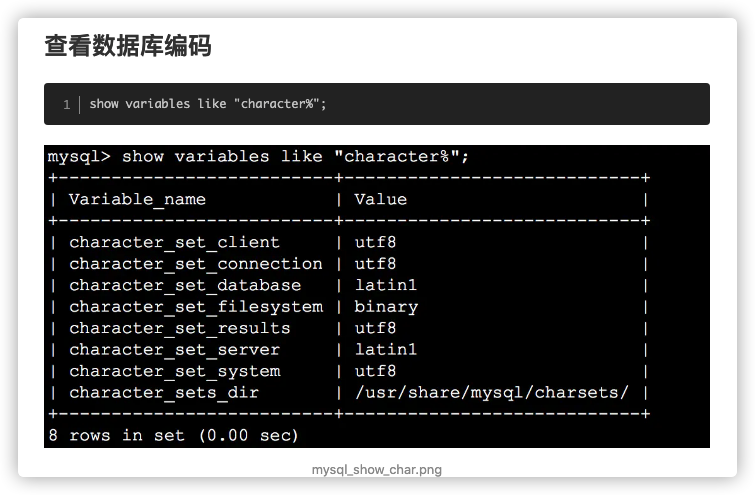 查看数据库编码
1 show variables like "character%";
mysql> show variables like "character%";
+--------------------------+----------------------------+
| Variable_name            | Value                      |
+--------------------------+----------------------------+
| character_set_client     | utf8                       |
| character_set_connection | utf8                       |
| character_set_database   | latin1                     |
| character_set_filesystem | binary                     |
| character_set_results    | utf8                       |
| character_set_server     | latin1                     |
| character_set_system     | utf8                       |
| character_sets_dir       | /usr/share/mysql/charsets/ |
+--------------------------+----------------------------+
8 rows in set (0.00 sec)
mysql_show_char.png